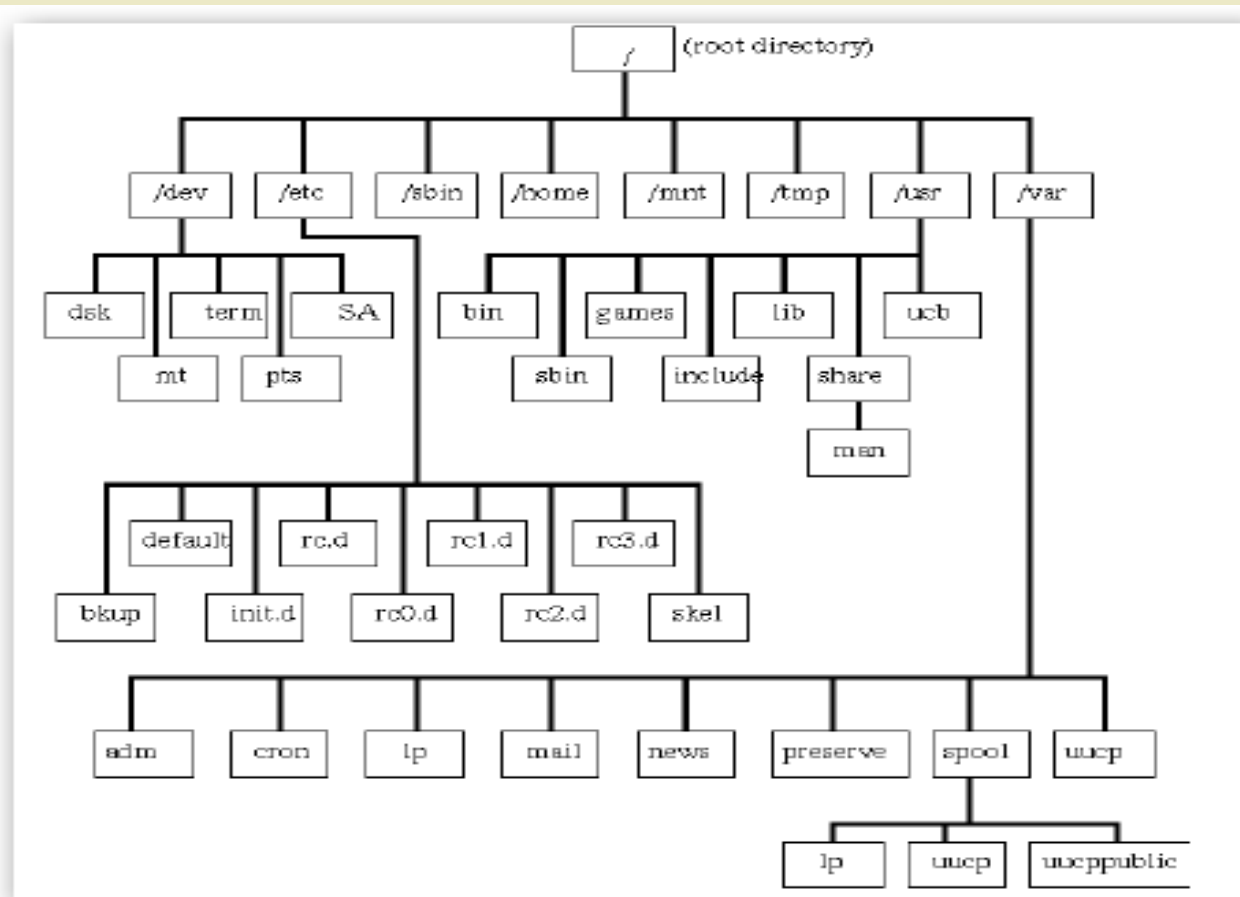 / (root directory)
/dev /etc /sbin /home /mnt /tmp /usr /var
dsk term SA bin games lib ucb
mt pts sbin include share
man
default rc.d rc1.d rc3.d
bkup init.d rc0.d rc2.d skel
adm cron lp mail news preserve spool uucp
lp uucp uucppublic